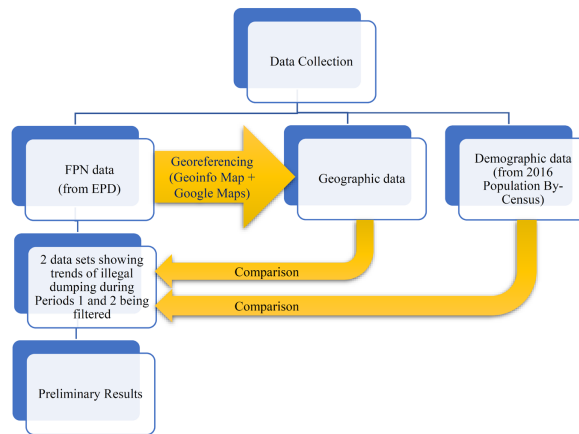 Data Collection
FPN data
(from EPD)
Georeferencing
(Geoinfo Map +
Google Maps)
Geographic data
Demographic data
(from 2016
Population By-
Census)
2 data sets showing
trends of illegal
dumping during
Periods 1 and 2 being
filtered
Comparison
Comparison
Preliminary Results